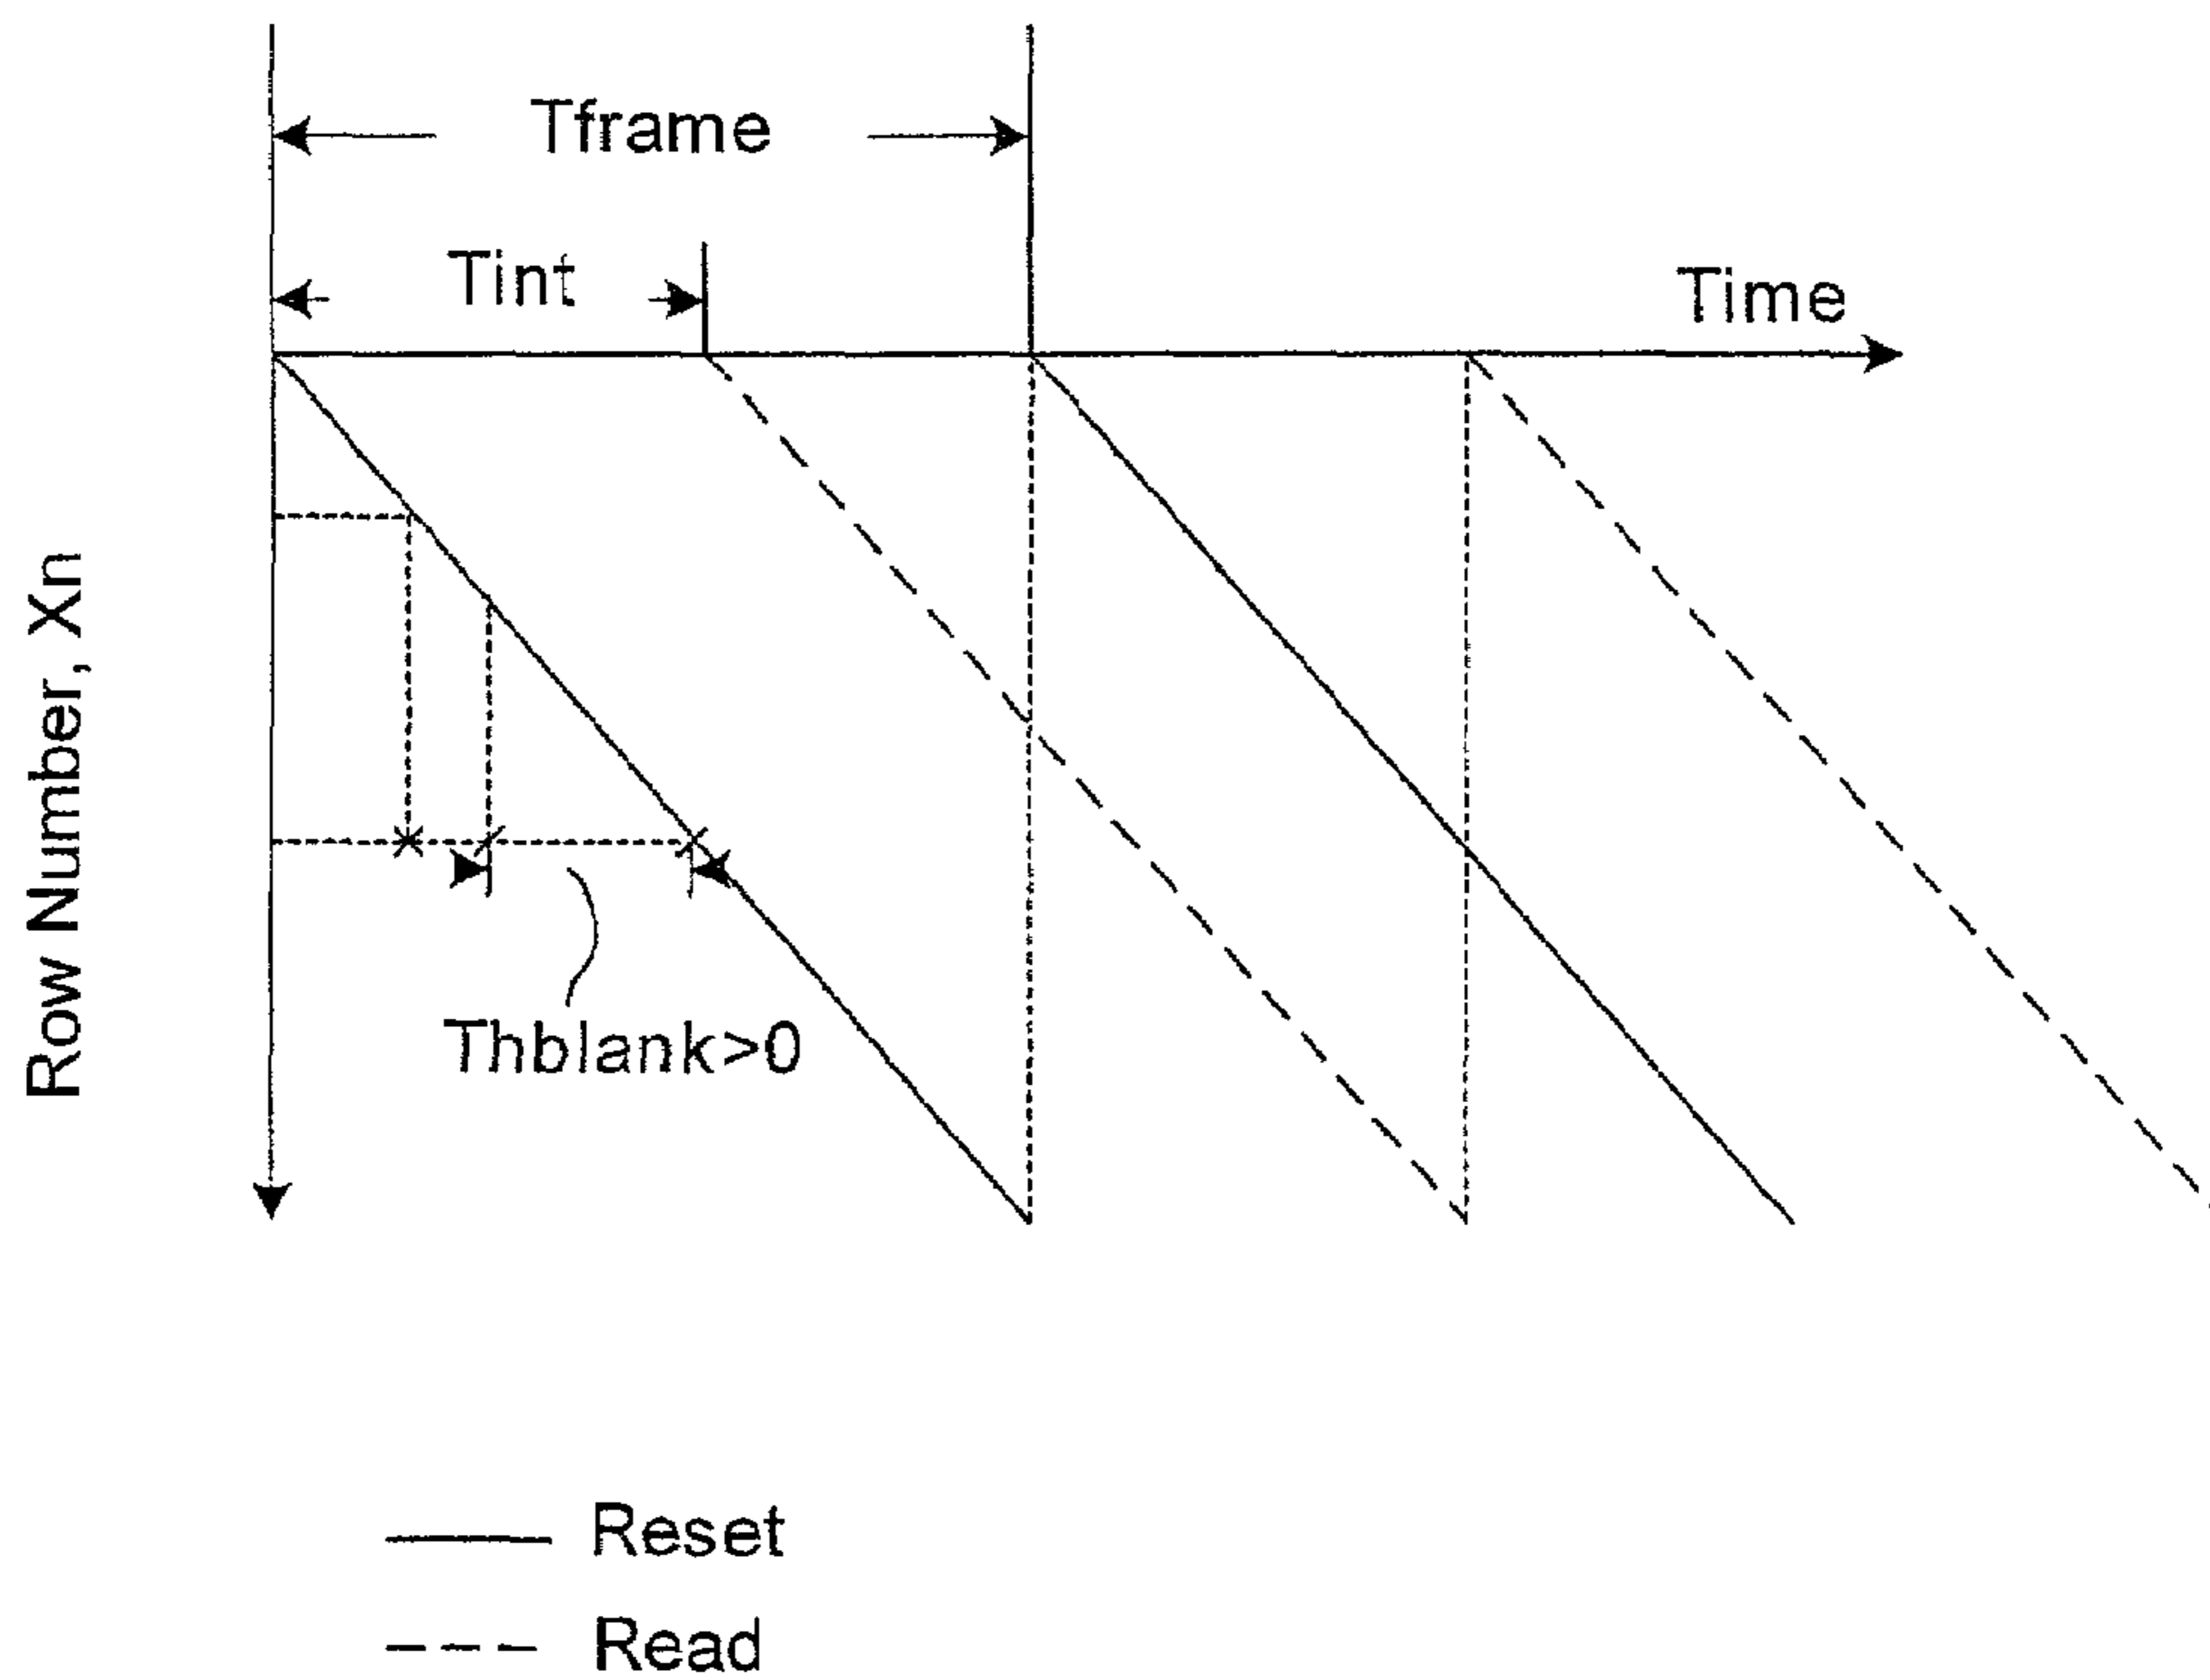 Tframe
Tint
Time
Row Number, Xn
Thblank>0
Reset
Read